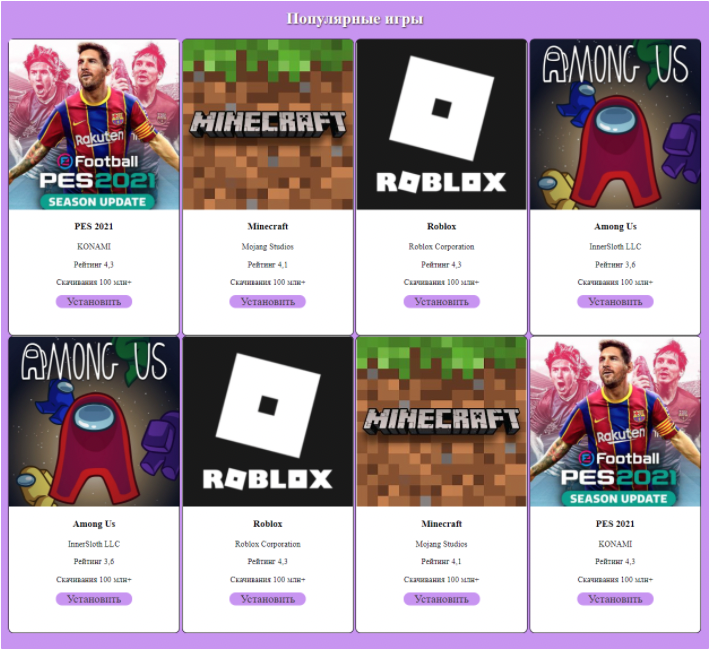 Популярные игры
Rakuten
eFootball
PES2021
SEASON UPDATE
PES 2021
KONAMI
Рейтинг 4,3
Скачивания 100 млн+
Установить
MINECRAFT
Minecraft
Mojang Studios
Рейтинг 4,1
Скачивания 100 млн+
Установить
ROBLOX
Roblox
Roblox Corporation
Рейтинг 4,3
Скачивания 100 млн+
Установить
AMONG US
Among Us
InnerSloth LLC
Рейтинг 3,6
Скачивания 100 млн+
Установить
AMONG US
Among Us
InnerSloth LLC
Рейтинг 3,6
Скачивания 100 млн+
Установить
ROBLOX
Roblox
Roblox Corporation
Рейтинг 4,3
Скачивания 100 млн+
Установить
MINECRAFT
Minecraft
Mojang Studios
Рейтинг 4,1
Скачивания 100 млн+
Установить
Rakuten
eFootball
PES2021
SEASON UPDATE
PES 2021
KONAMI
Рейтинг 4,3
Скачивания 100 млн+
Установить